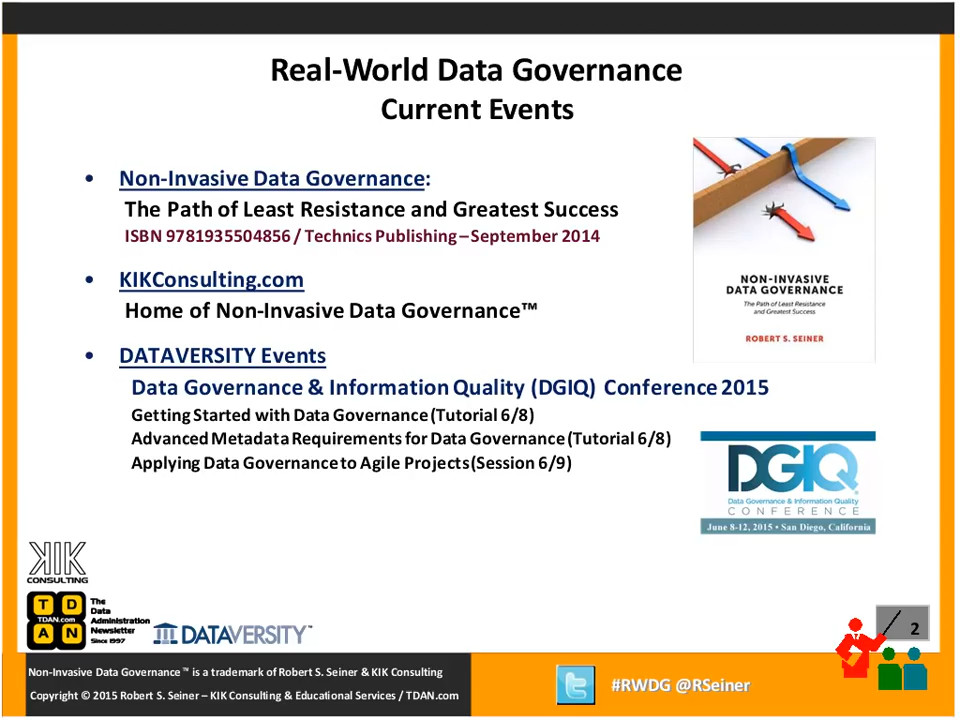 Real-World Data Governance
Current Events
• Non-Invasive Data Governance:
The Path of Least Resistance and Greatest Success
ISBN 9781935504856 / Technics Publishing – September 2014
• KIKConsulting.com
Home of Non-Invasive Data Governance™
• DATAVERSITY Events
Data Governance & Information Quality (DGIQ) Conference 2015
Getting Started with Data Governance (Tutorial 6/8)
Advanced Metadata Requirements for Data Governance (Tutorial 6/8)
Applying Data Governance to Agile Projects (Session 6/9)
NON-INVASIVE
DATA GOVERNANCE
The Path of Least Resistance
and Greatest Success
ROBERT S. SEINER
DGIQ®
Data Governance & Information Quality
CONFERENCE
June 8-12, 2015 • San Diego, California
KIK
CONSULTING
T D
TDAN.com
A N
The
Data
Administration
Newsletter
Since 1997
DATAVERSITY™
2
Non-Invasive Data Governance ™ is a trademark of Robert S. Seiner & KIK Consulting
Copyright © 2015 Robert S. Seiner – KIK Consulting & Educational Services / TDAN.com
#RWDG @RSeiner